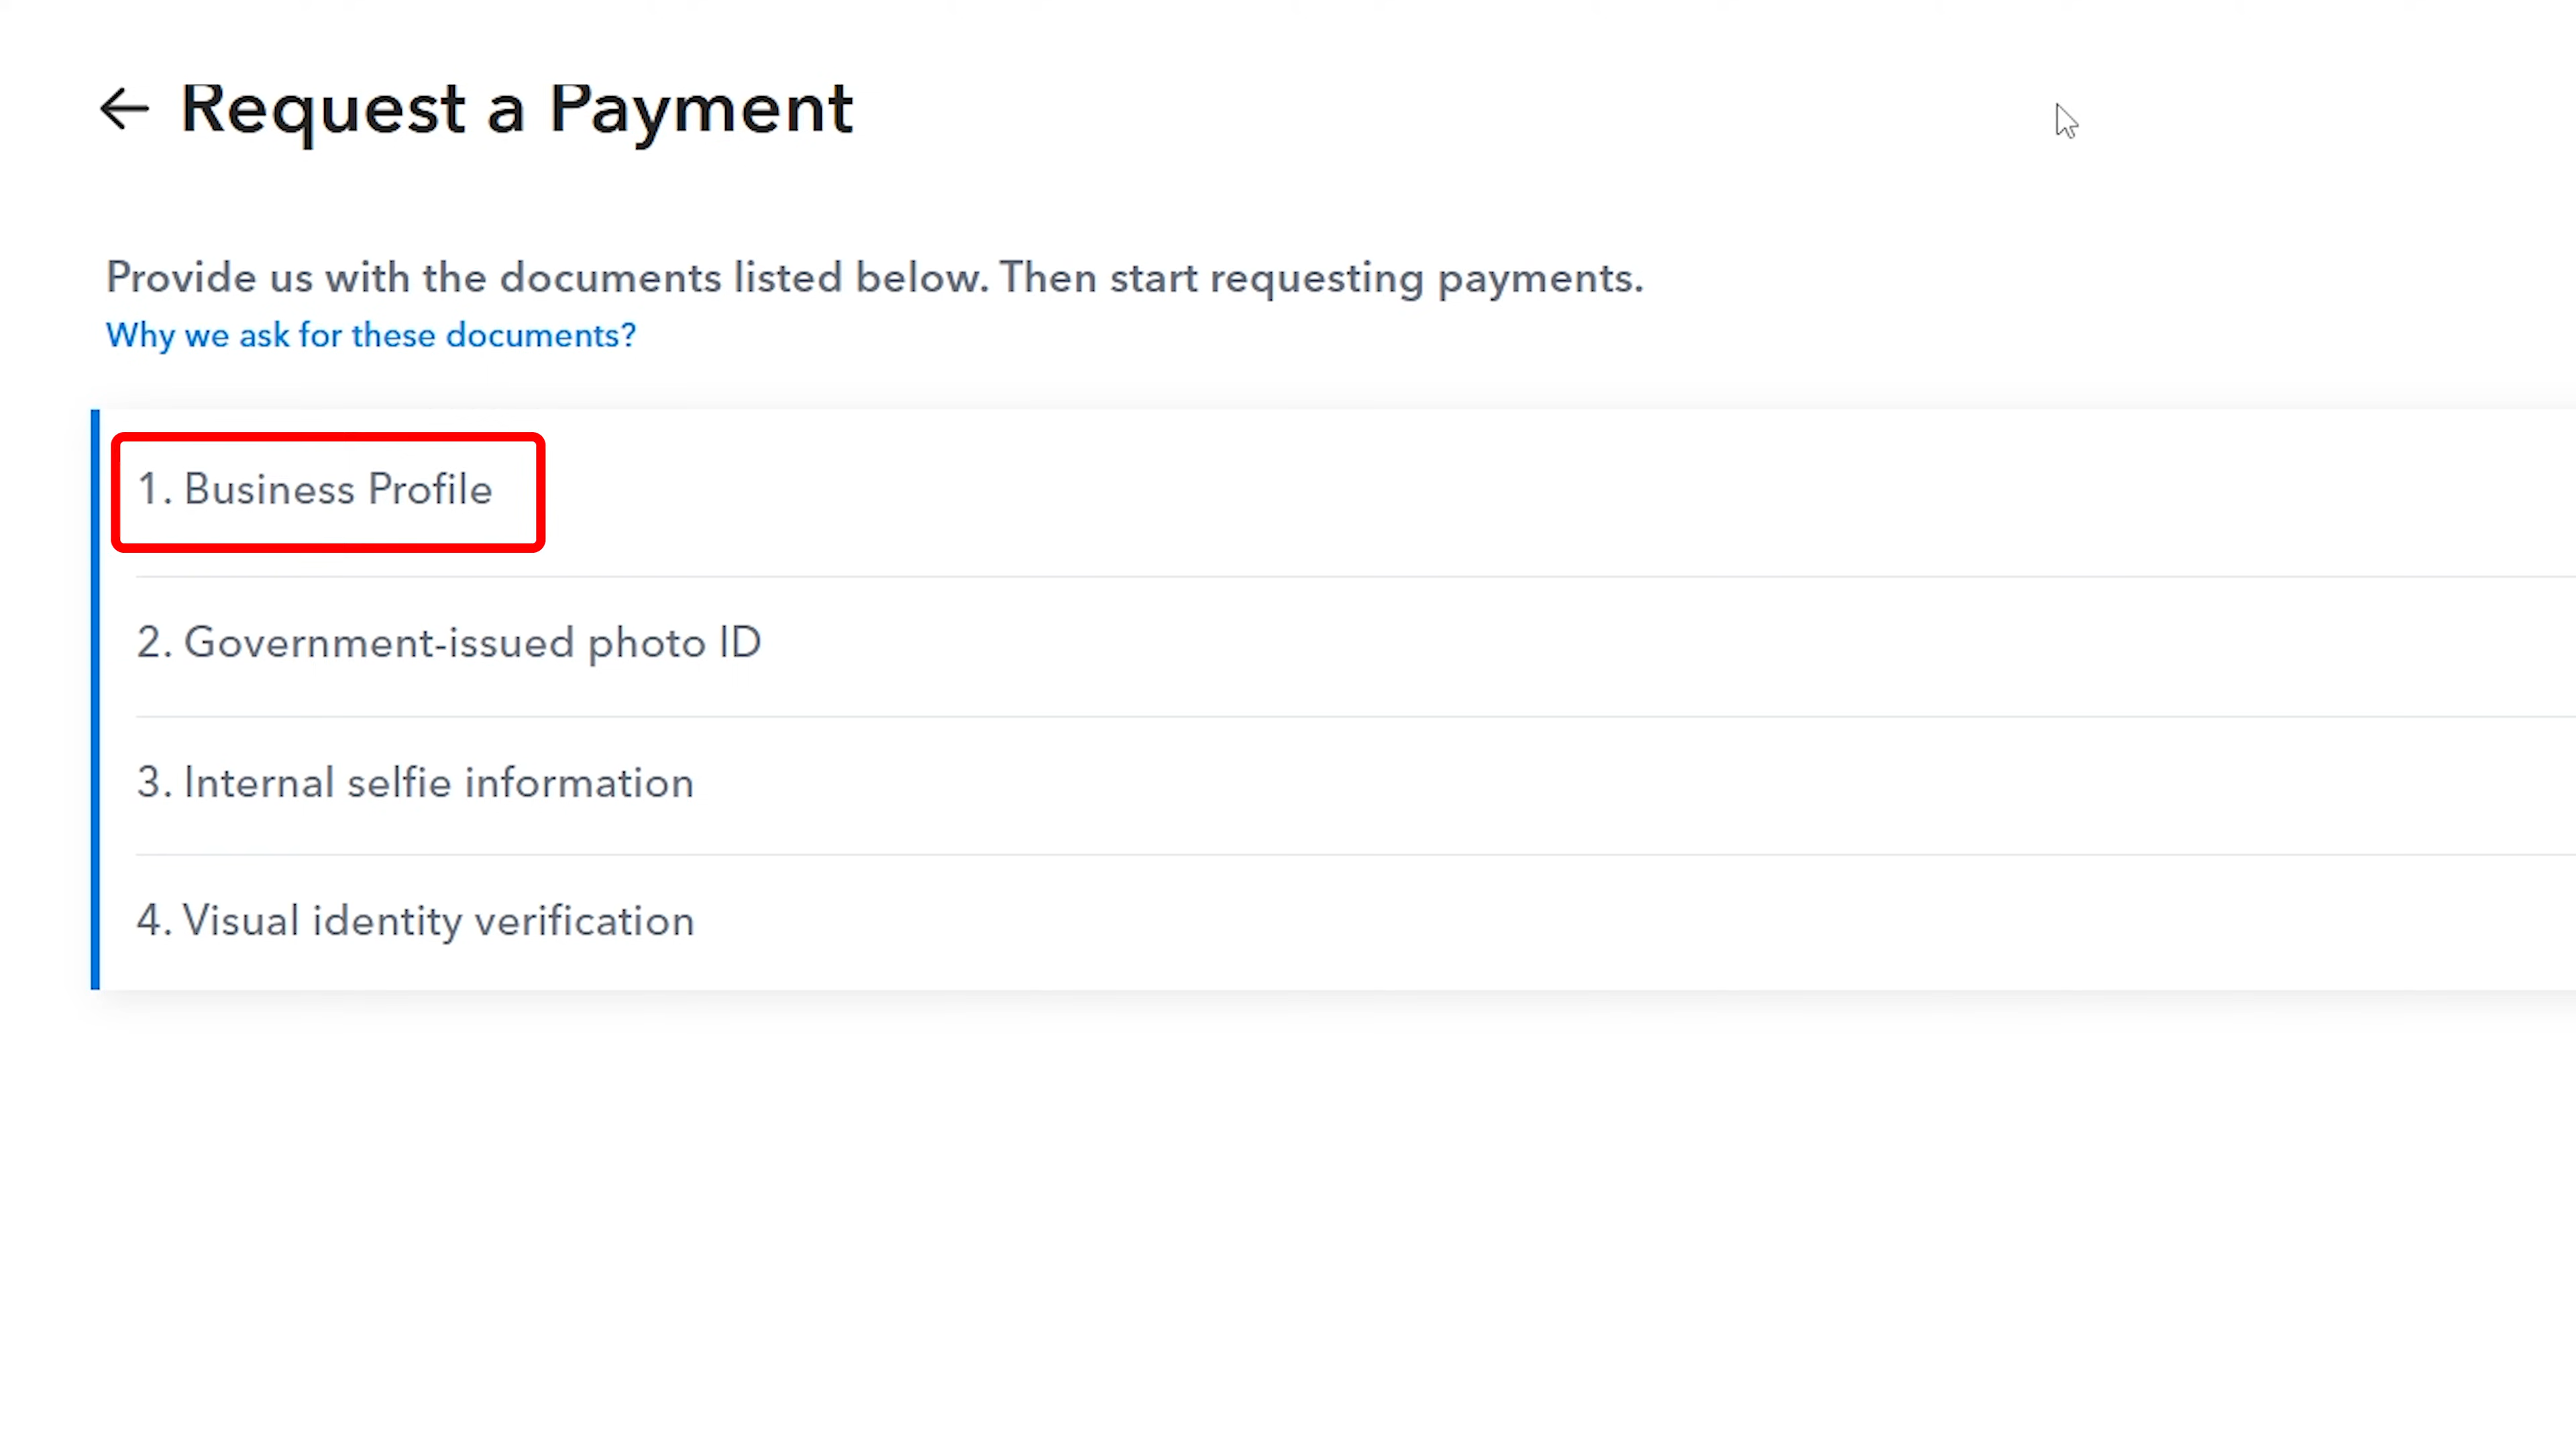 Request a Payment
Provide us with the documents listed below. Then start requesting payments.
Why we ask for these documents?
1. Business Profile
2. Government-issued photo ID
3. Internal selfie information
4. Visual identity verification